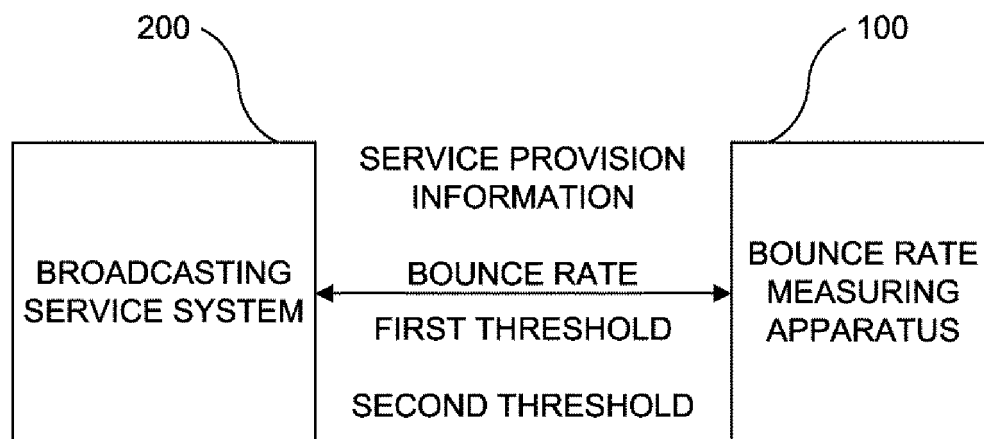 200
100
SERVICE PROVISION
INFORMATION
BROADCASTING
SERVICE SYSTEM
BOUNCE RATE
FIRST THRESHOLD
SECOND THRESHOLD
BOUNCE RATE
MEASURING
APPARATUS